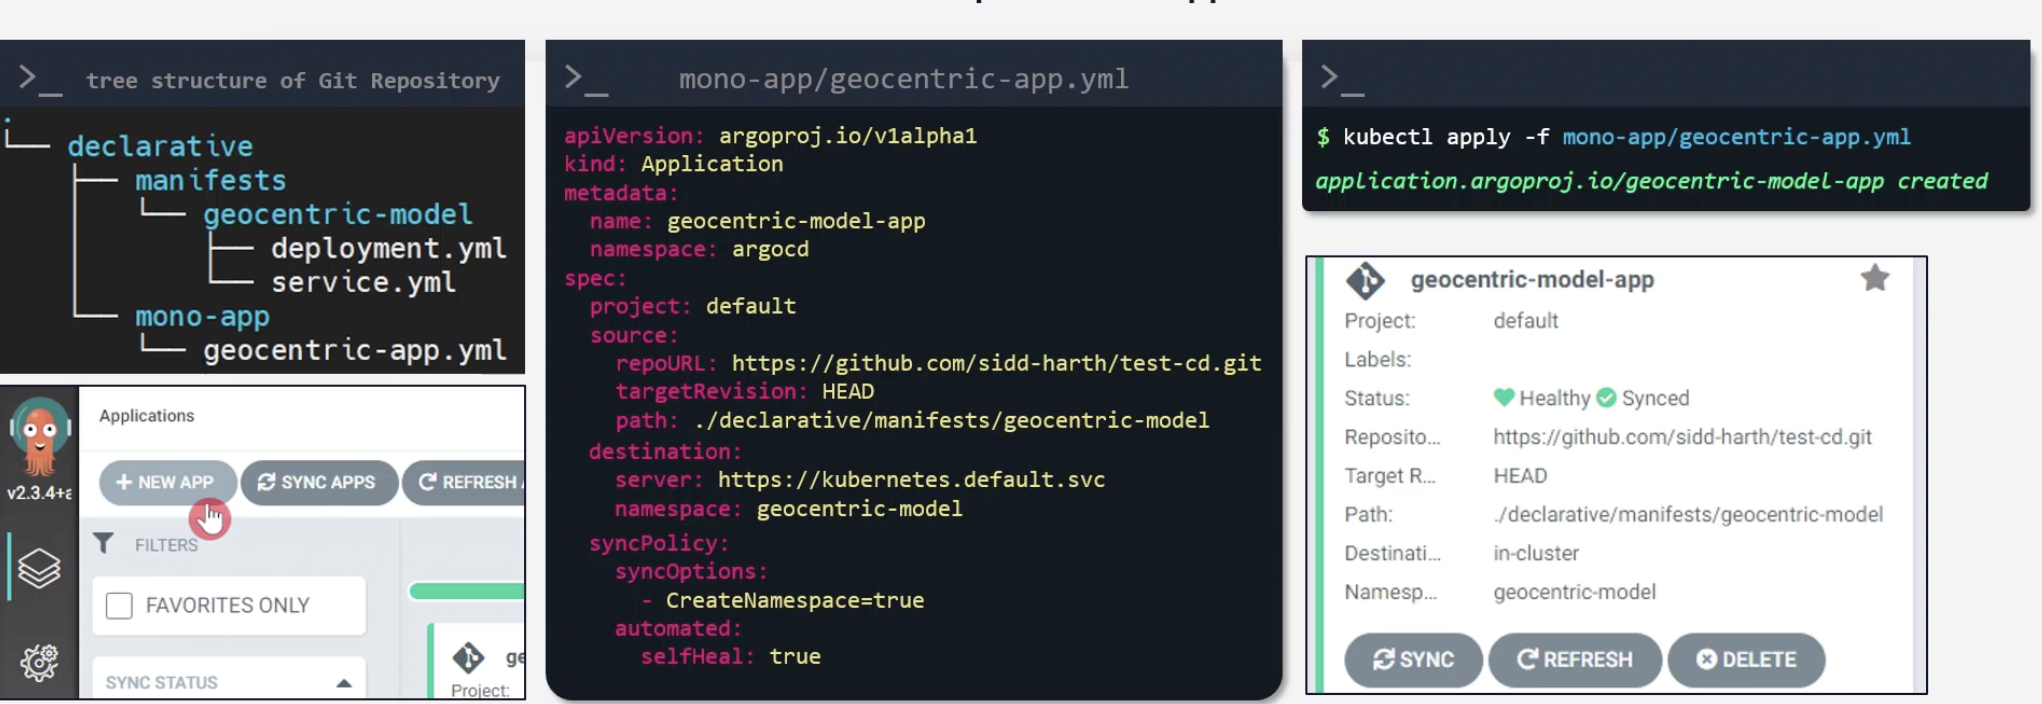 >_ tree structure of Git Repository
.
└── declarative
├── manifests
└── geocentric-model
├── deployment.yml
└── service.yml
└── mono-app
└── geocentric-app.yml
v2.3.4+a
Applications
+ NEW APP
SYNC APPS
REFRESH
FILTERS
FAVORITES ONLY
SYNC STATUS
ge
Project:
>_ mono-app/geocentric-app.yml
apiVersion: argoproj.io/v1alpha1
kind: Application
metadata:
name: geocentric-model-app
namespace: argocd
spec:
project: default
source:
repoURL: https://github.com/sidd-harth/test-cd.git
targetRevision: HEAD
path: ./declarative/manifests/geocentric-model
destination:
server: https://kubernetes.default.svc
namespace: geocentric-model
syncPolicy:
syncOptions:
- CreateNamespace=true
automated:
selfHeal: true
>_
$ kubectl apply -f mono-app/geocentric-app.yml
application.argoproj.io/geocentric-model-app created
geocentric-model-app
Project: default
Labels:
Status: Healthy Synced
Reposito... https://github.com/sidd-harth/test-cd.git
Target R... HEAD
Path: ./declarative/manifests/geocentric-model
Destinati... in-cluster
Namesp... geocentric-model
SYNC
REFRESH
DELETE